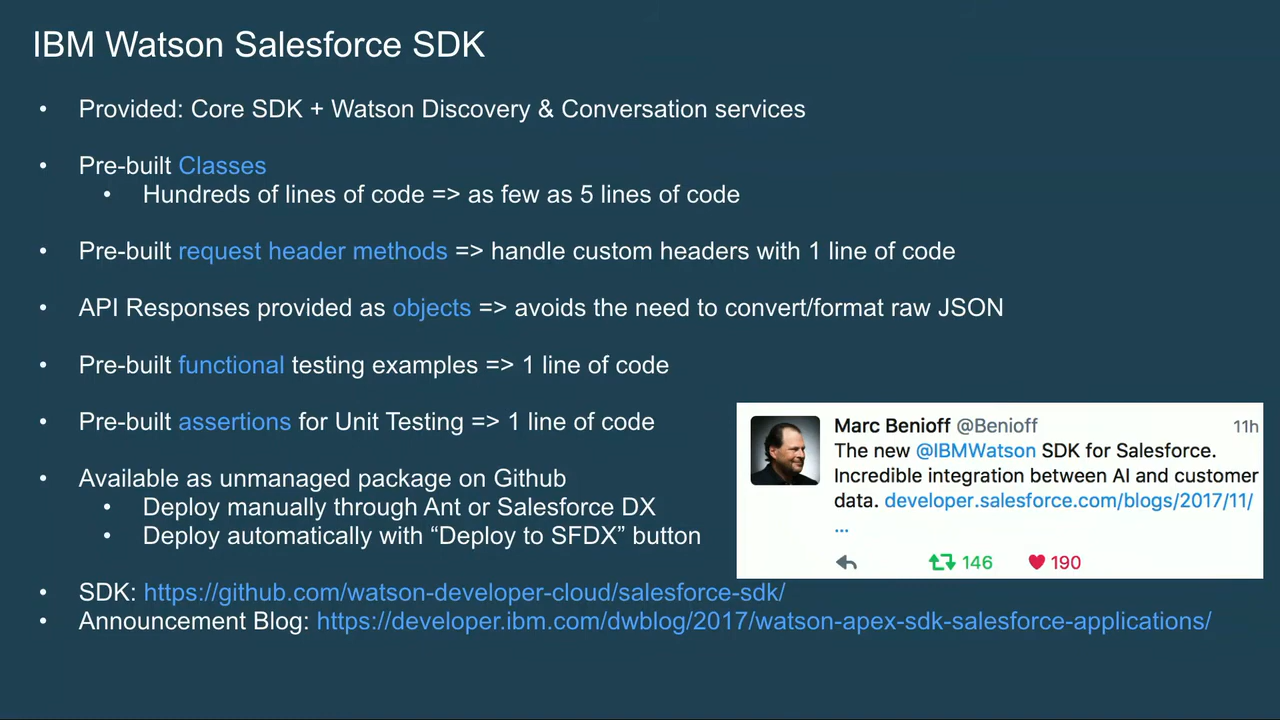 IBM Watson Salesforce SDK
• Provided: Core SDK + Watson Discovery & Conversation services
• Pre-built Classes
• Hundreds of lines of code => as few as 5 lines of code
• Pre-built request header methods => handle custom headers with 1 line of code
• API Responses provided as objects => avoids the need to convert/format raw JSON
• Pre-built functional testing examples => 1 line of code
• Pre-built assertions for Unit Testing => 1 line of code
• Available as unmanaged package on Github
• Deploy manually through Ant or Salesforce DX
• Deploy automatically with “Deploy to SFDX” button
Marc Benioff @Benioff 11h
The new @IBMWatson SDK for Salesforce.
Incredible integration between AI and customer
data. developer.salesforce.com/blogs/2017/11/
...
146 190
• SDK: https://github.com/watson-developer-cloud/salesforce-sdk/
• Announcement Blog: https://developer.ibm.com/dwblog/2017/watson-apex-sdk-salesforce-applications/